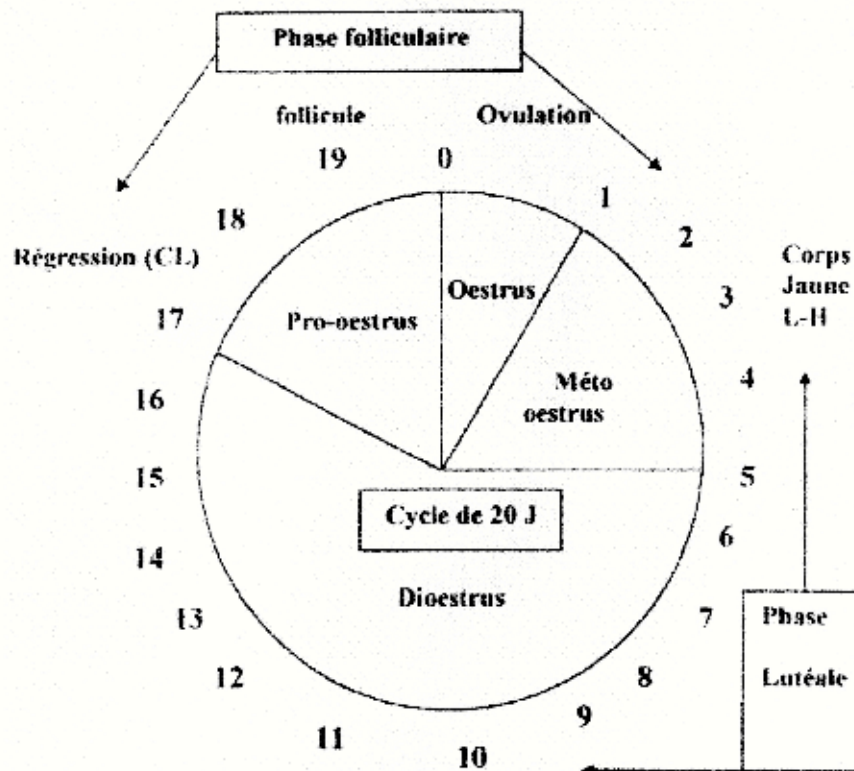 Phase folliculaire
follicule
Ovulation
19
0
1
18
2
Régression (CL)
Corps
Jaune
L-H
3
Oestrus
17
Pro-oestrus
4
Méto
oestrus
16
15
5
Cycle de 20 J
6
14
Dioestrus
13
7
Phase
Lutéale
12
8
9
11
10